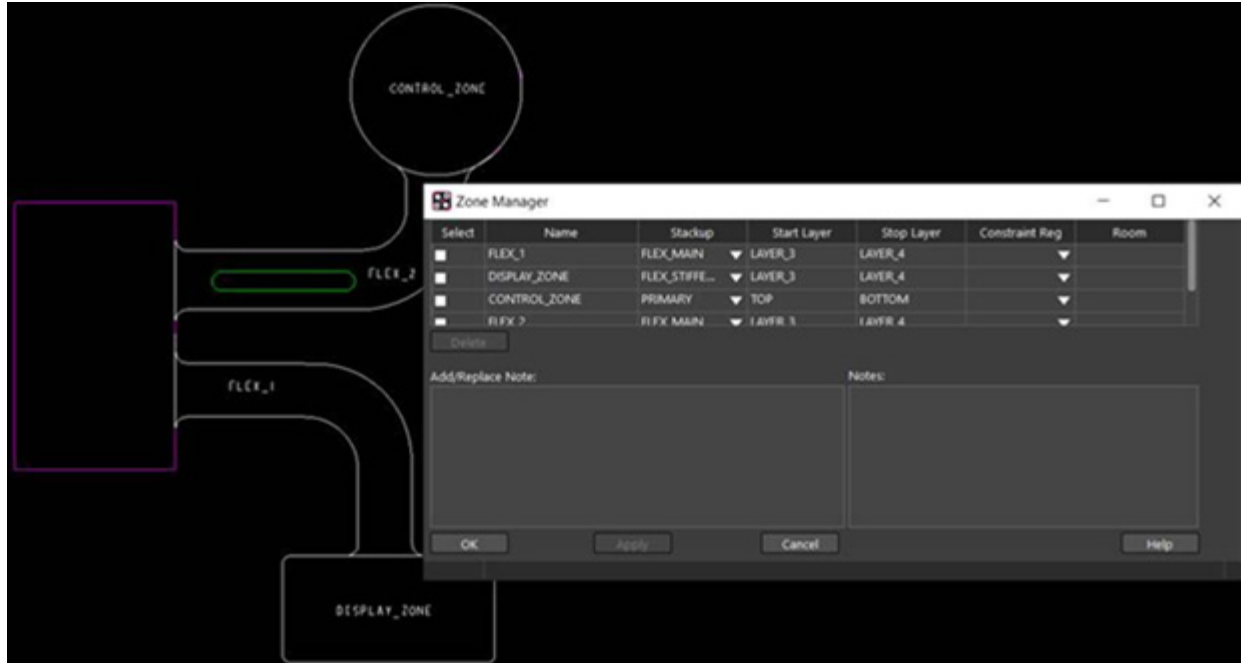 CONTROL_ZONE
Zone Manager
Select Name Stackup Start Layer Stop Layer Constraint Reg Room
FLEX_1 FLEX_MAIN LAYER_3 LAYER_4
DISPLAY_ZONE FLEX_STIFFE... LAYER_3 LAYER_4
CONTROL_ZONE PRIMARY TOP BOTTOM
FLEX_2 FLEX_MAIN LAYER_3 LAYER_4
Delete
Add/Replace Note: Notes:
OK Apply Cancel Help
FLEX_2
FLEX_1
DISPLAY_ZONE